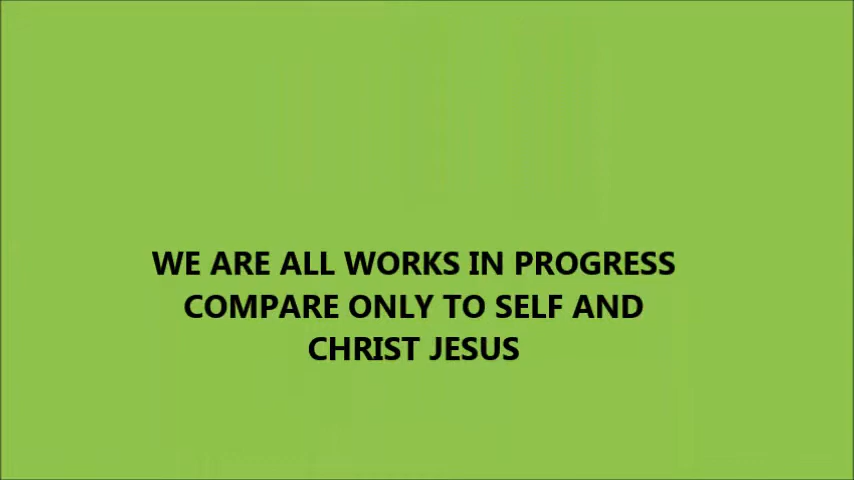 WE ARE ALL WORKS IN PROGRESS
COMPARE ONLY TO SELF AND
CHRIST JESUS